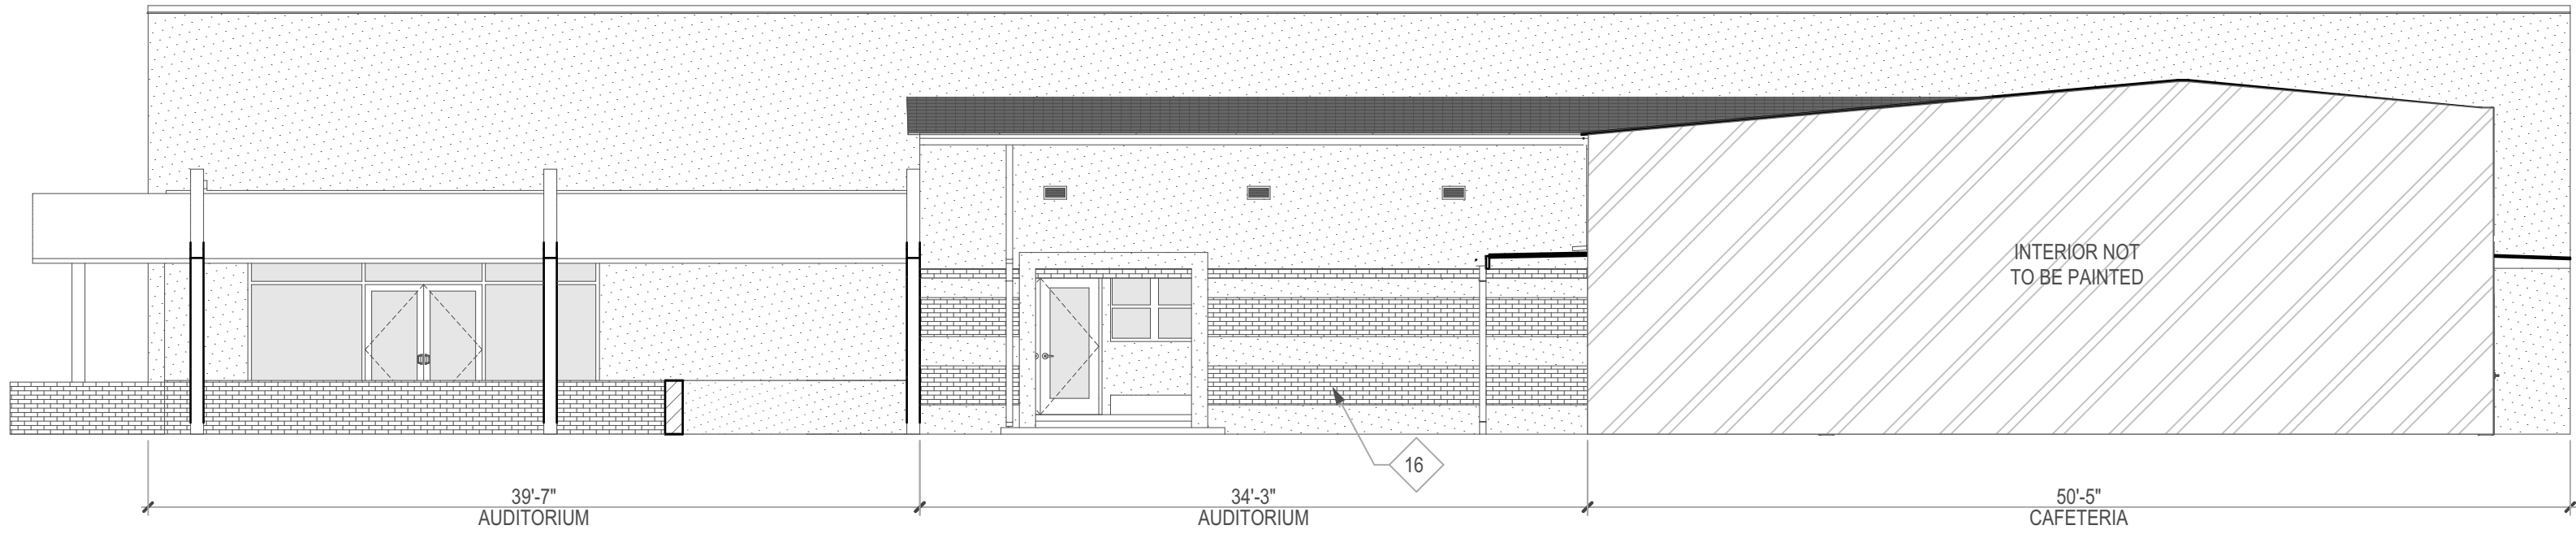 INTERIOR NOT
TO BE PAINTED
16
39'-7"
AUDITORIUM
34'-3"
AUDITORIUM
50'-5"
CAFETERIA